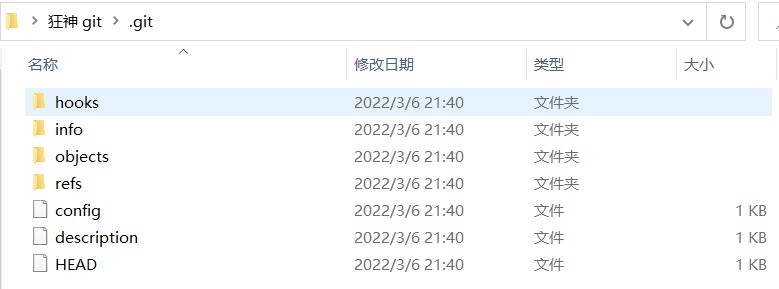 狂神 git > .git
名称 修改日期 类型 大小
hooks 2022/3/6 21:40 文件夹
info 2022/3/6 21:40 文件夹
objects 2022/3/6 21:40 文件夹
refs 2022/3/6 21:40 文件夹
config 2022/3/6 21:40 文件 1 KB
description 2022/3/6 21:40 文件 1 KB
HEAD 2022/3/6 21:40 文件 1 KB